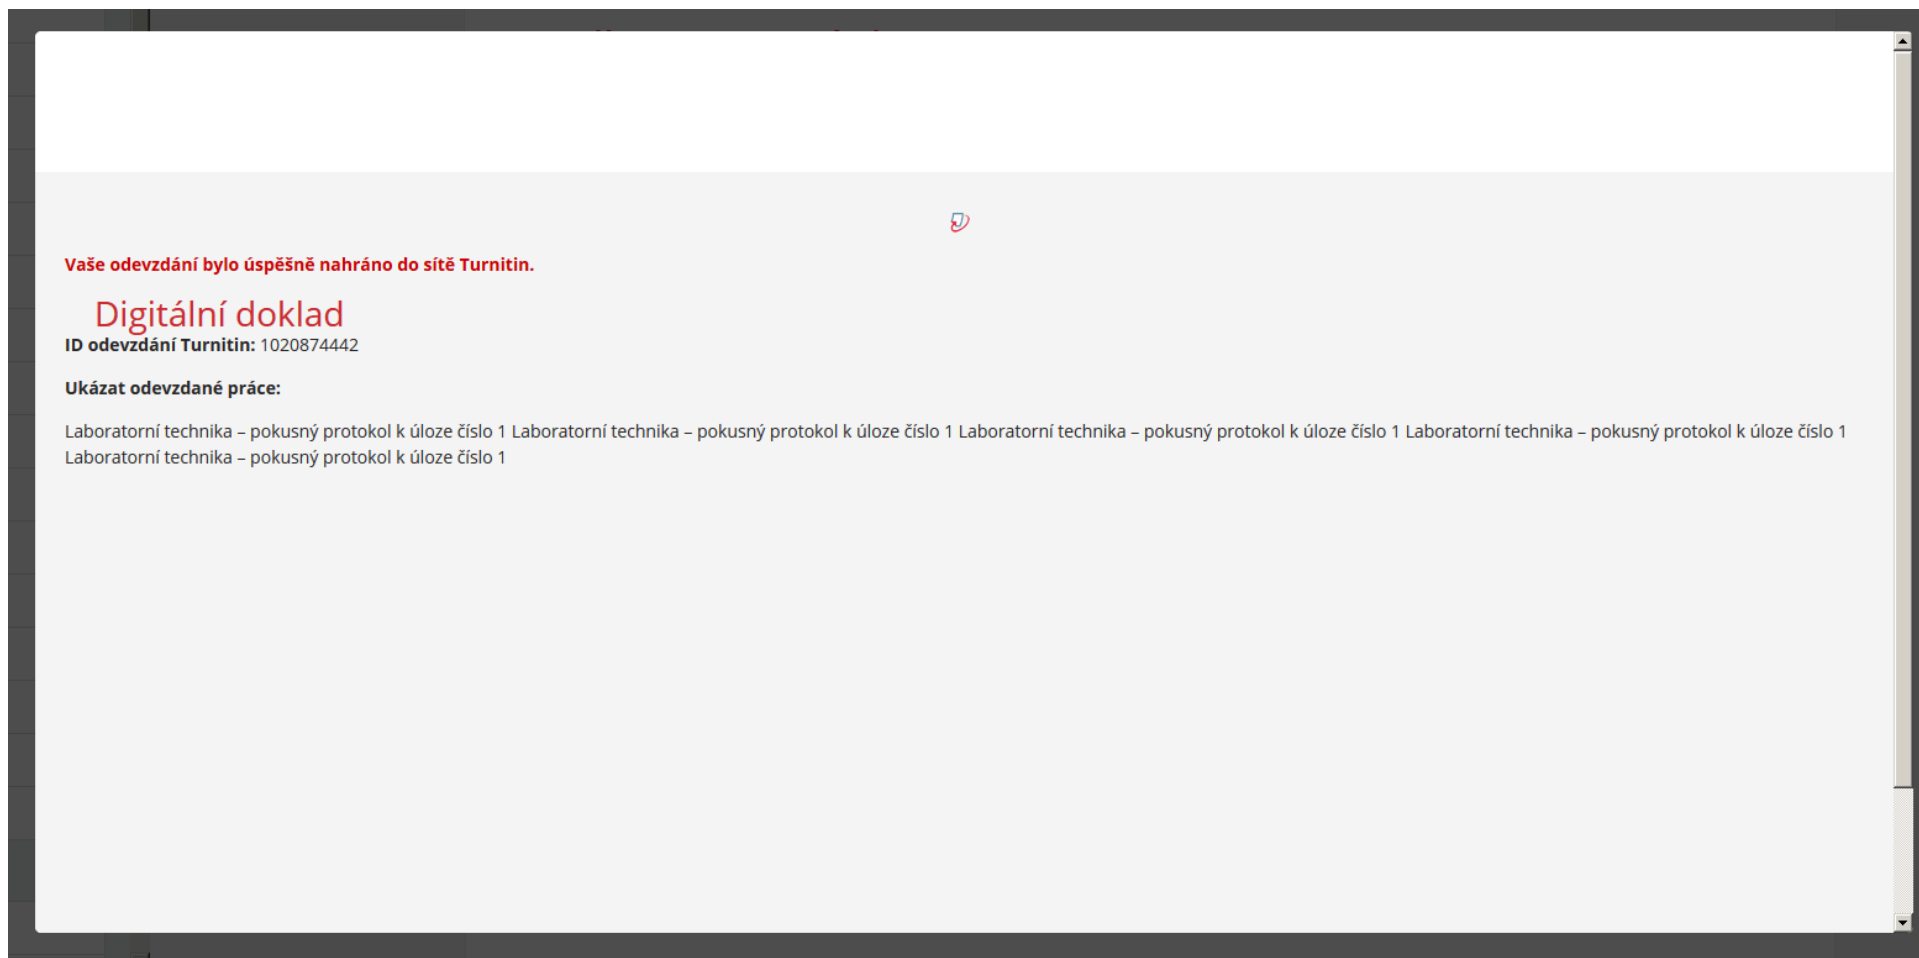 Vaše odevzdání bylo úspěšně nahráno do sítě Turnitin.
Digitální doklad
ID odevzdání Turnitin: 1020874442
Ukázat odevzdané práce:
Laboratorní technika – pokusný protokol k úloze číslo 1 Laboratorní technika – pokusný protokol k úloze číslo 1 Laboratorní technika – pokusný protokol k úloze číslo 1 Laboratorní technika – pokusný protokol k úloze číslo 1
Laboratorní technika – pokusný protokol k úloze číslo 1